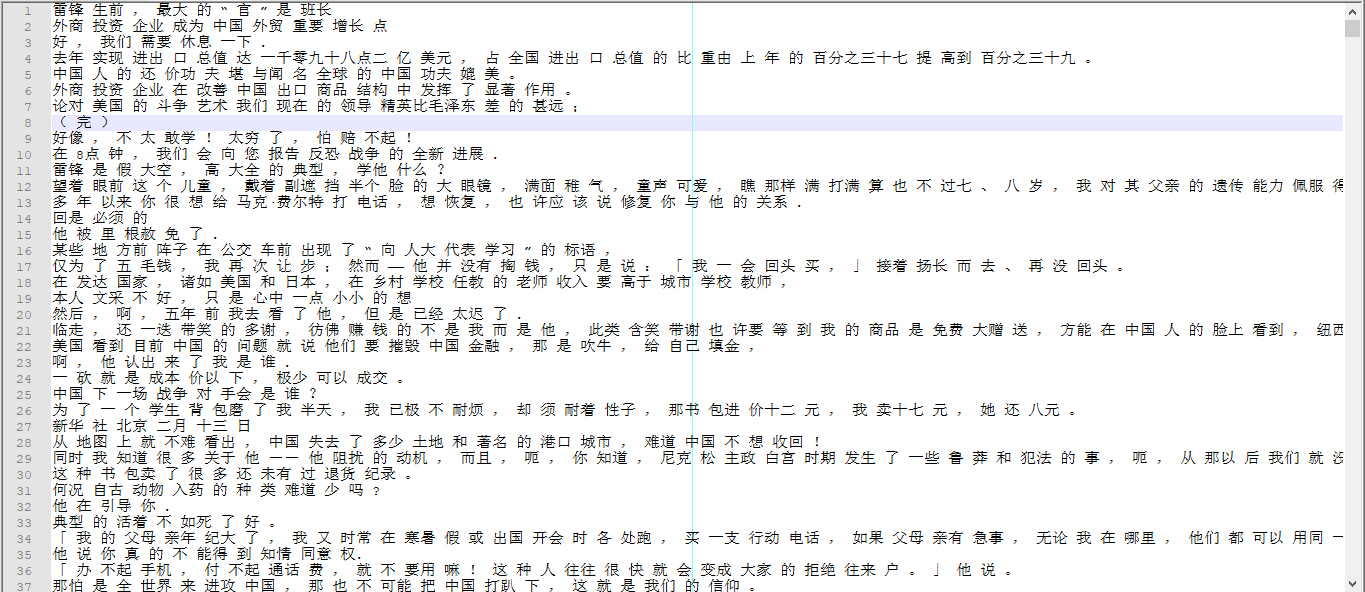 1 雷锋 生前 ， 最大 的 “ 官 ” 是 班长
2 外商 投资 企业 成为 中国 外贸 重要 增长 点
3 好 ， 我们 需要 休息 一下 .
4 去年 实现 进出 口 总值 达 一千零九十八点二 亿 美元 ， 占 全国 进出 口 总值 的 比 重由 上 年 的 百分之三十七 提 高到 百分之三十九 。
5 中国 人 的 还 价功 夫 堪 与闻 名 全球 的 中国 功夫 媲 美 。
6 外商 投资 企业 在 改善 中国 出口 商品 结构 中 发挥 了 显著 作用 。
7 论对 美国 的 斗争 艺术 我们 现在 的 领导 精英比毛泽东 差 的 甚远 ；
8 （ 完 ）
9 好像 ， 不 太 敢学 ！ 太穷 了 ， 怕 赔 不起 ！
10 在 8点 钟 ， 我们 会 向 您 报告 反恐 战争 的 全新 进展 .
11 雷锋 是 假 大空 ， 高 大全 的 典型 ， 学他 什么 ？
12 望着 眼前 这 个 儿童 ， 戴着 副遮 挡 半个 脸 的 大 眼镜 ， 满面 稚 气 ， 童声 可爱 ， 瞧 那样 满 打满 算 也 不 过七 、 八 岁 ， 我 对 其 父亲 的 遗传 能力 佩服 得
13 多 年 以来 你 很 想 给 马克·费尔特 打 电话 ， 想 恢复 ， 也 许应 该 说 修复 你 与 他 的 关系 .
14 回是 必须 的
15 他 被 里 根赦 免 了 .
16 某些 地 方前 阵子 在 公交 车前 出现 了 “ 向 人大 代表 学习 ” 的 标语 ，
17 仅为 了 五 毛钱 ， 我 再 次 让 步 ； 然而 — 他 并 没有 掏 钱 ， 只 是 说 ： 「 我 一 会 回头 买 ， 」 接着 扬长 而 去 、 再 没 回头 。
18 在 发达 国家 ， 诸如 美国 和 日本 ， 在 乡村 学校 任教 的 老师 收入 要 高于 城市 学校 教师 ，
19 本人 文采 不 好 ， 只 是 心中 一点 小小 的 想
20 然后 ， 啊 ， 五年 前 我去 看 了 他 ， 但 是 已经 太迟 了 .
21 临走 ， 还 一迭 带笑 的 多谢 ， 彷佛 赚 钱 的 不 是 我 而 是 他 ， 此类 含笑 带谢 也 许要 等 到 我 的 商品 是 免费 大赠 送 ， 方能 在 中国 人 的 脸上 看到 ， 纽西
22 美国 看到 目前 中国 的 问题 就 说 他们 要 摧毁 中国 金融 ， 那 是 吹牛 ， 给 自己 填金 ，
23 啊 ， 他 认出 来 了 我 是 谁 .
24 一 砍 就 是 成本 价以 下 ， 极少 可以 成交 。
25 中国 下 一场 战争 对 手会 是 谁 ？
26 为 了 一 个 学生 背 包磨 了 我 半天 ， 我 已极 不 耐烦 ， 却 须 耐着 性子 ， 那书 包进 价十二 元 ， 我 卖十七 元 ， 她 还 八元 。
27 新华 社 北京 二月 十三 日
28 从 地图 上 就 不难 看出 ， 中国 失去 了 多少 土地 和 著名 的 港口 城市 ， 难道 中国 不 想 收回 ！
29 同时 我 知道 很 多 关于 他 —— 他 阻扰 的 动机 ， 而且 ， 呃 ， 你 知道 ， 尼克 松 主政 白宫 时期 发生 了 一些 鲁 莽 和 犯法 的 事 ， 呃 ， 从 那以 后 我们 就 没
30 这 种 书 包卖 了 很 多 还 未有 过 退货 纪录 。
31 何况 自古 动物 入药 的 种 类 难道 少 吗 ?
32 他 在 引导 你 .
33 典型 的 活着 不 如死 了 好 。
34 「 我 的 父母 亲年 纪大 了 ， 我 又 时常 在 寒暑 假 或 出国 开会 时 各 处跑 ， 买 一支 行动 电话 ， 如果 父母 亲有 急事 ， 无论 我 在 哪里 ， 他们 都 可以 用同 一
35 他 说 你 真 的 不 能得 到 知情 同意 权.
36 「 办 不起 手机 ， 付 不起 通话 费 ， 就 不 要用 嘛 ！ 这 种 人 往往 很 快就 会 变成 大家 的 拒绝 往来 户 。 」 他 说 。
37 那怕 是 全 世界 来 进攻 中国 ， 那 也 不 可能 把 中国 打趴 下 ， 这 就 是 我们 的 信仰 。